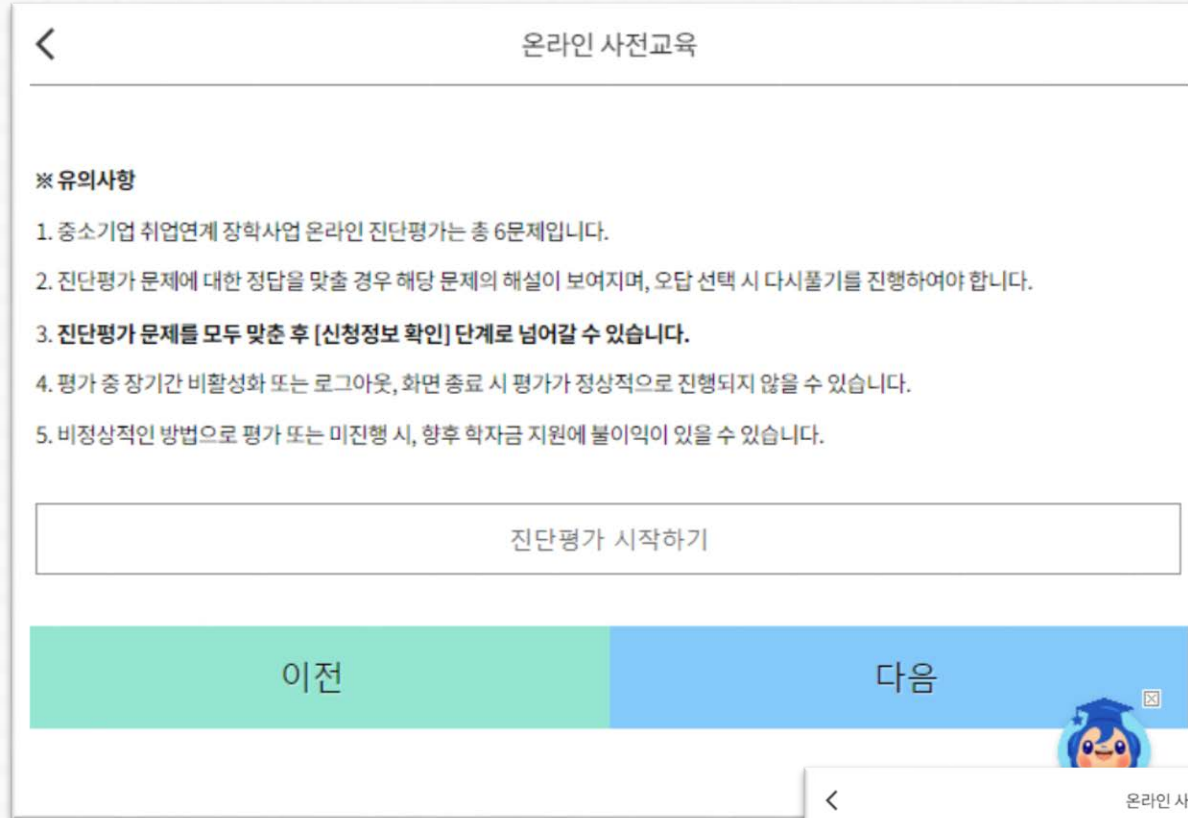 온라인 사전교육
※ 유의사항
1. 중소기업 취업연계 장학사업 온라인 진단평가는 총 6문제입니다.
2. 진단평가 문제에 대한 정답을 맞출 경우 해당 문제의 해설이 보여지며, 오답 선택 시 다시풀기를 진행하여야 합니다.
3. 진단평가 문제를 모두 맞춘 후 [신청정보 확인] 단계로 넘어갈 수 있습니다.
4. 평가 중 장기간 비활성화 또는 로그아웃, 화면 종료 시 평가가 정상적으로 진행되지 않을 수 있습니다.
5. 비정상적인 방법으로 평가 또는 미진행 시, 향후 학자금 지원에 불이익이 있을 수 있습니다.
진단평가 시작하기
이전
다음
온라인 사